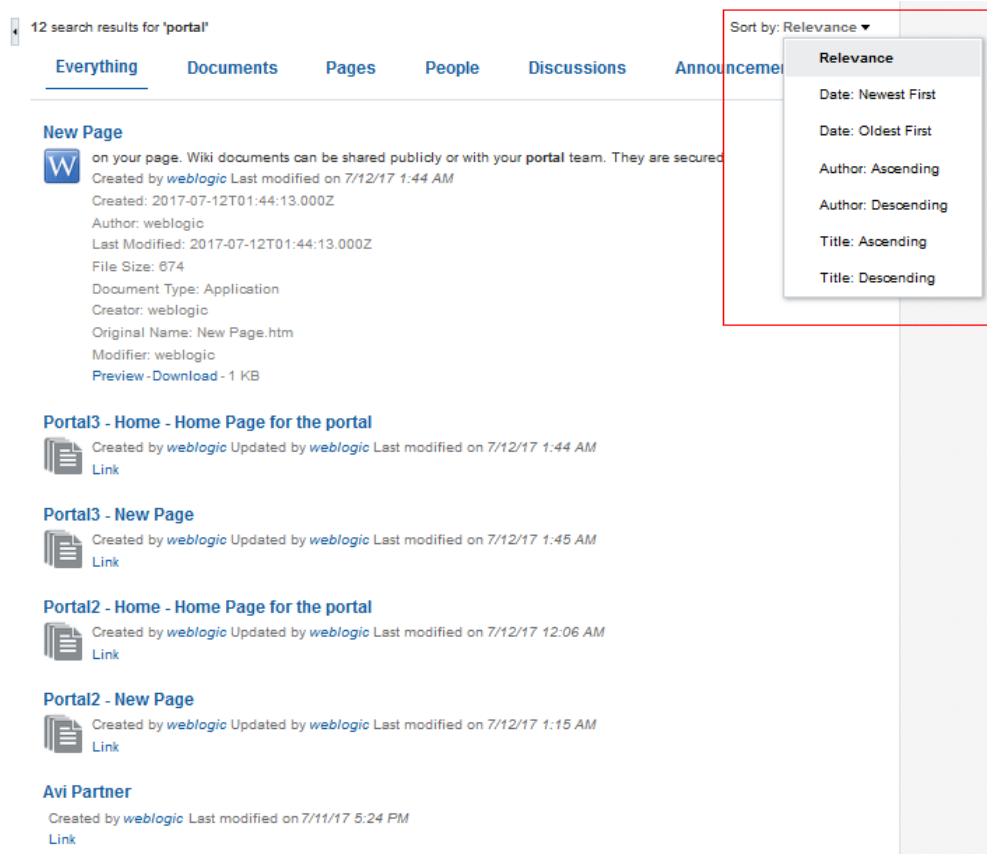 12 search results for 'portal'
Sort by: Relevance
Everything Documents Pages People Discussions
Relevance
Date: Newest First
Date: Oldest First
Author: Ascending
Author: Descending
Title: Ascending
Title: Descending
New Page
W
on your page. Wiki documents can be shared publicly or with your portal team. They are secured
Created by weblogic Last modified on 7/12/17 1:44 AM
Created: 2017-07-12T01:44:13.000Z
Author: weblogic
Last Modified: 2017-07-12T01:44:13.000Z
File Size: 674
Document Type: Application
Creator: weblogic
Original Name: New Page.htm
Modifier: weblogic
Preview - Download - 1 KB
Portal3 - Home - Home Page for the portal
Created by weblogic Updated by weblogic Last modified on 7/12/17 1:44 AM
Link
Portal3 - New Page
Created by weblogic Updated by weblogic Last modified on 7/12/17 1:45 AM
Link
Portal2 - Home - Home Page for the portal
Created by weblogic Updated by weblogic Last modified on 7/12/17 12:06 AM
Link
Portal2 - New Page
Created by weblogic Updated by weblogic Last modified on 7/12/17 1:15 AM
Link
Avi Partner
Created by weblogic Last modified on 7/11/17 5:24 PM
Link